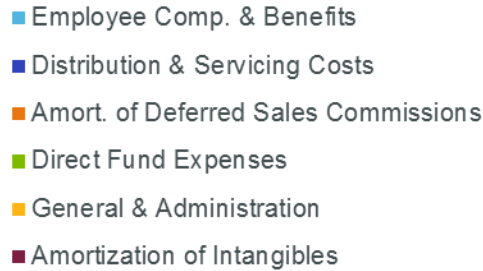 Employee Comp. & Benefits
Distribution & Servicing Costs
Amort. of Deferred Sales Commissions
Direct Fund Expenses
General & Administration
Amortization of Intangibles